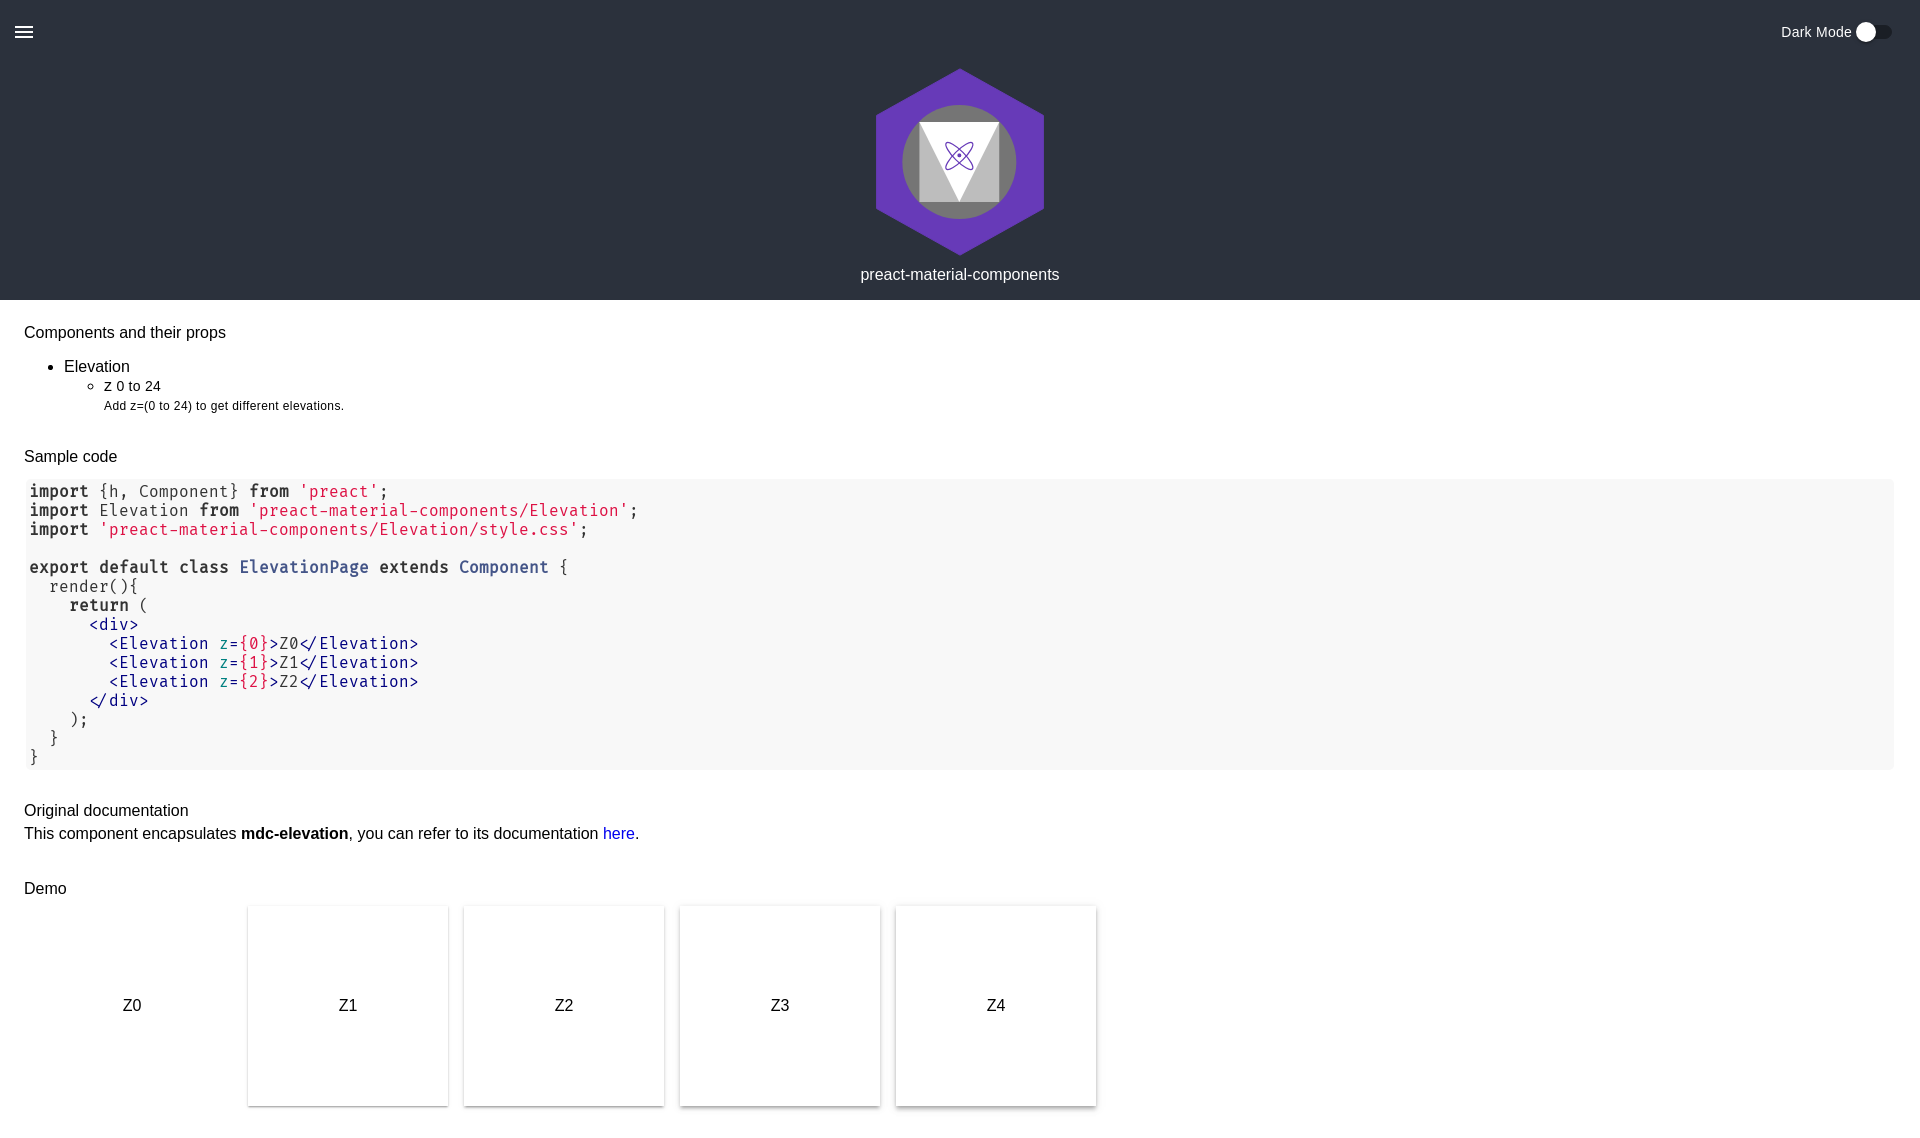 Dark Mode
preact-material-components
Components and their props
Elevation
z 0 to 24
Add z=(0 to 24) to get different elevations.
Sample code
import {h, Component} from 'preact';
import Elevation from 'preact-material-components/Elevation';
import 'preact-material-components/Elevation/style.css';
export default class ElevationPage extends Component {
  render(){
    return (
      <div>
        <Elevation z={0}>Z0</Elevation>
        <Elevation z={1}>Z1</Elevation>
        <Elevation z={2}>Z2</Elevation>
      </div>
    );
  }
}
Original documentation
This component encapsulates mdc-elevation, you can refer to its documentation here.
Demo
Z0 Z1 Z2 Z3 Z4